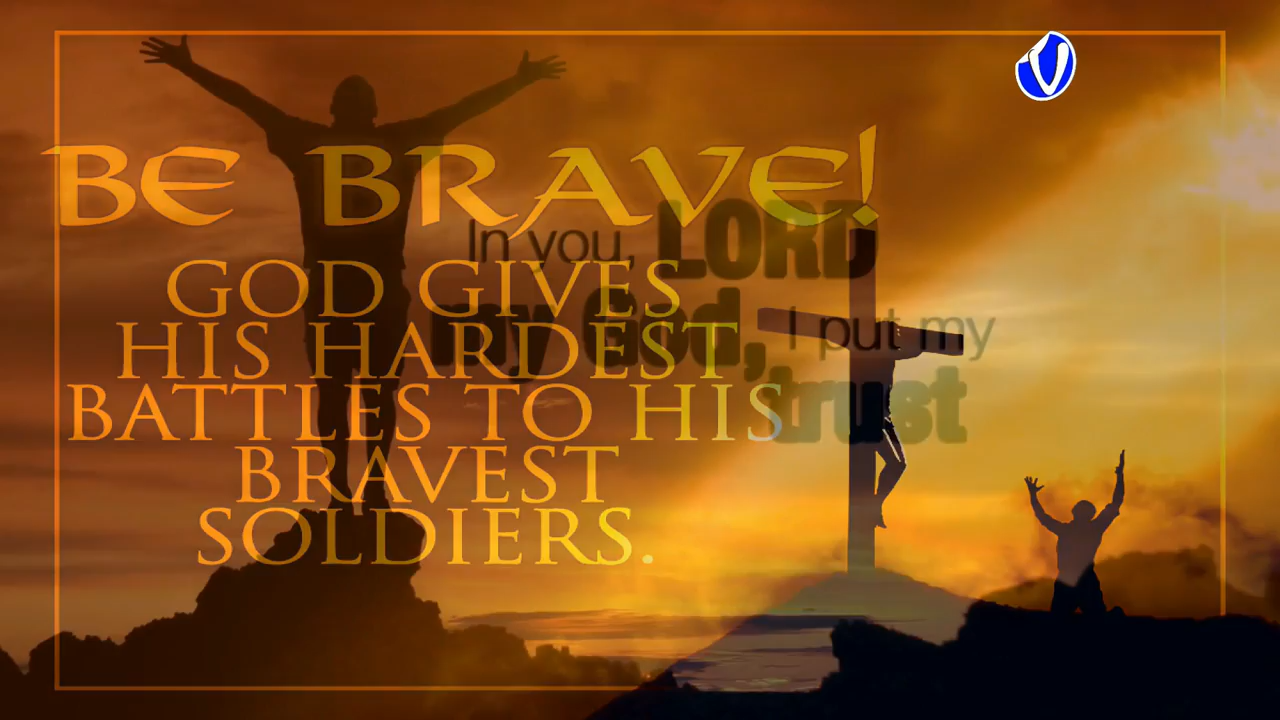 BE BRAVE!
GOD GIVES
HIS HARDEST
BATTLES TO HIS
BRAVEST
SOLDIERS.
In you, LORD
my God, I put my
trust
V